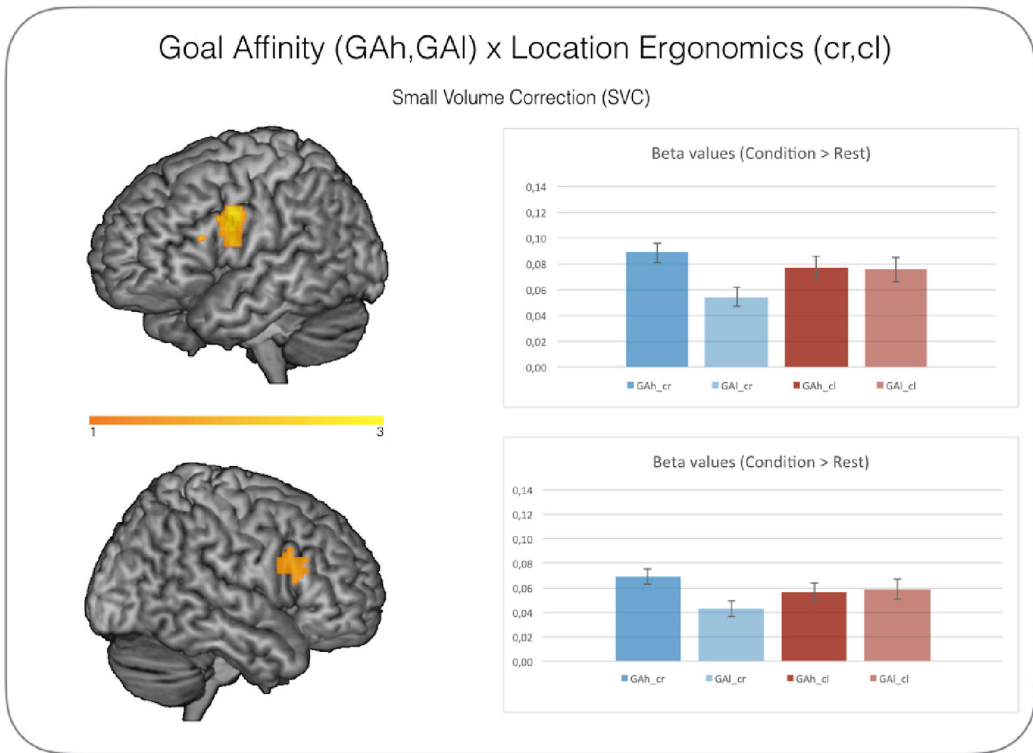 Goal Affinity (GAh,GAl) x Location Ergonomics (cr,cl)
Small Volume Correction (SVC)
Beta values (Condition > Rest)
0,14
0,12
0,10
0,08
0,06
0,04
0,02
0,00
GAh_cr GAl_cr GAh_cl GAl_cl
1 3
Beta values (Condition > Rest)
0,14
0,12
0,10
0,08
0,06
0,04
0,02
0,00
GAh_cr GAl_cr GAh_cl GAl_cl